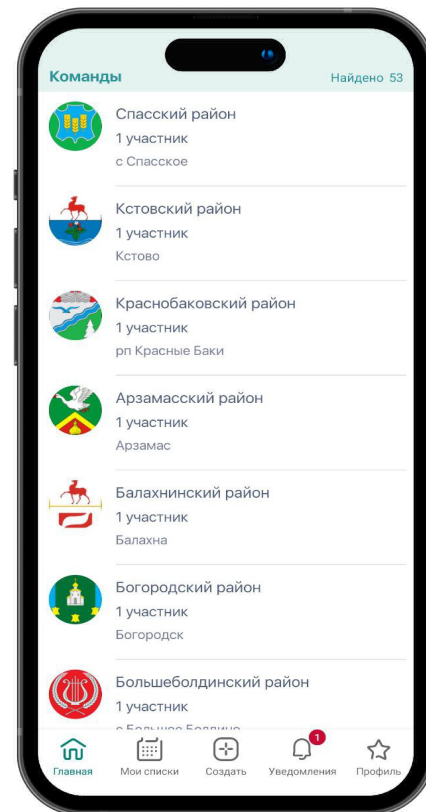 Команды
Найдено 53
Спасский район
1 участник
с Спасское
Кстовский район
1 участник
Кстово
Краснобаковский район
1 участник
рп Красные Баки
Арзамасский район
1 участник
Арзамас
Балахнинский район
1 участник
Балахна
Богородский район
1 участник
Богородск
Большеболдинский район
1 участник
с Большое Болдино
1
Главная
Мои списки
Создать
Уведомления
Профиль